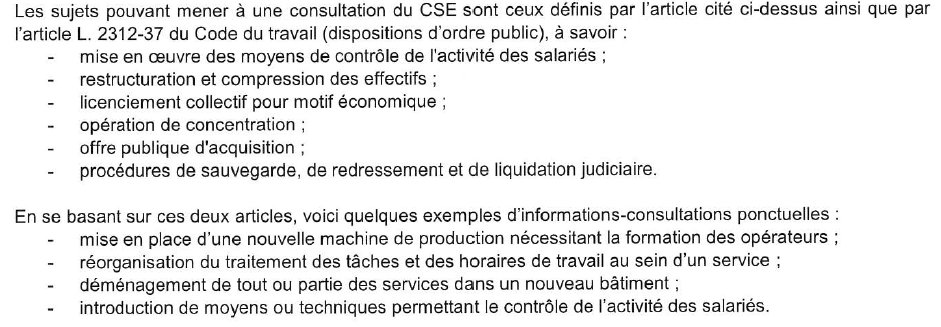 Les sujets pouvant mener à une consultation du CSE sont ceux définis par l'article cité ci-dessus ainsi que par
l'article L. 2312-37 du Code du travail (dispositions d'ordre public), à savoir :
- mise en œuvre des moyens de contrôle de l'activité des salariés ;
- restructuration et compression des effectifs ;
- licenciement collectif pour motif économique ;
- opération de concentration ;
- offre publique d'acquisition ;
- procédures de sauvegarde, de redressement et de liquidation judiciaire.
En se basant sur ces deux articles, voici quelques exemples d'informations-consultations ponctuelles :
- mise en place d'une nouvelle machine de production nécessitant la formation des opérateurs ;
- réorganisation du traitement des tâches et des horaires de travail au sein d'un service ;
- déménagement de tout ou partie des services dans un nouveau bâtiment ;
- introduction de moyens ou techniques permettant le contrôle de l'activité des salariés.